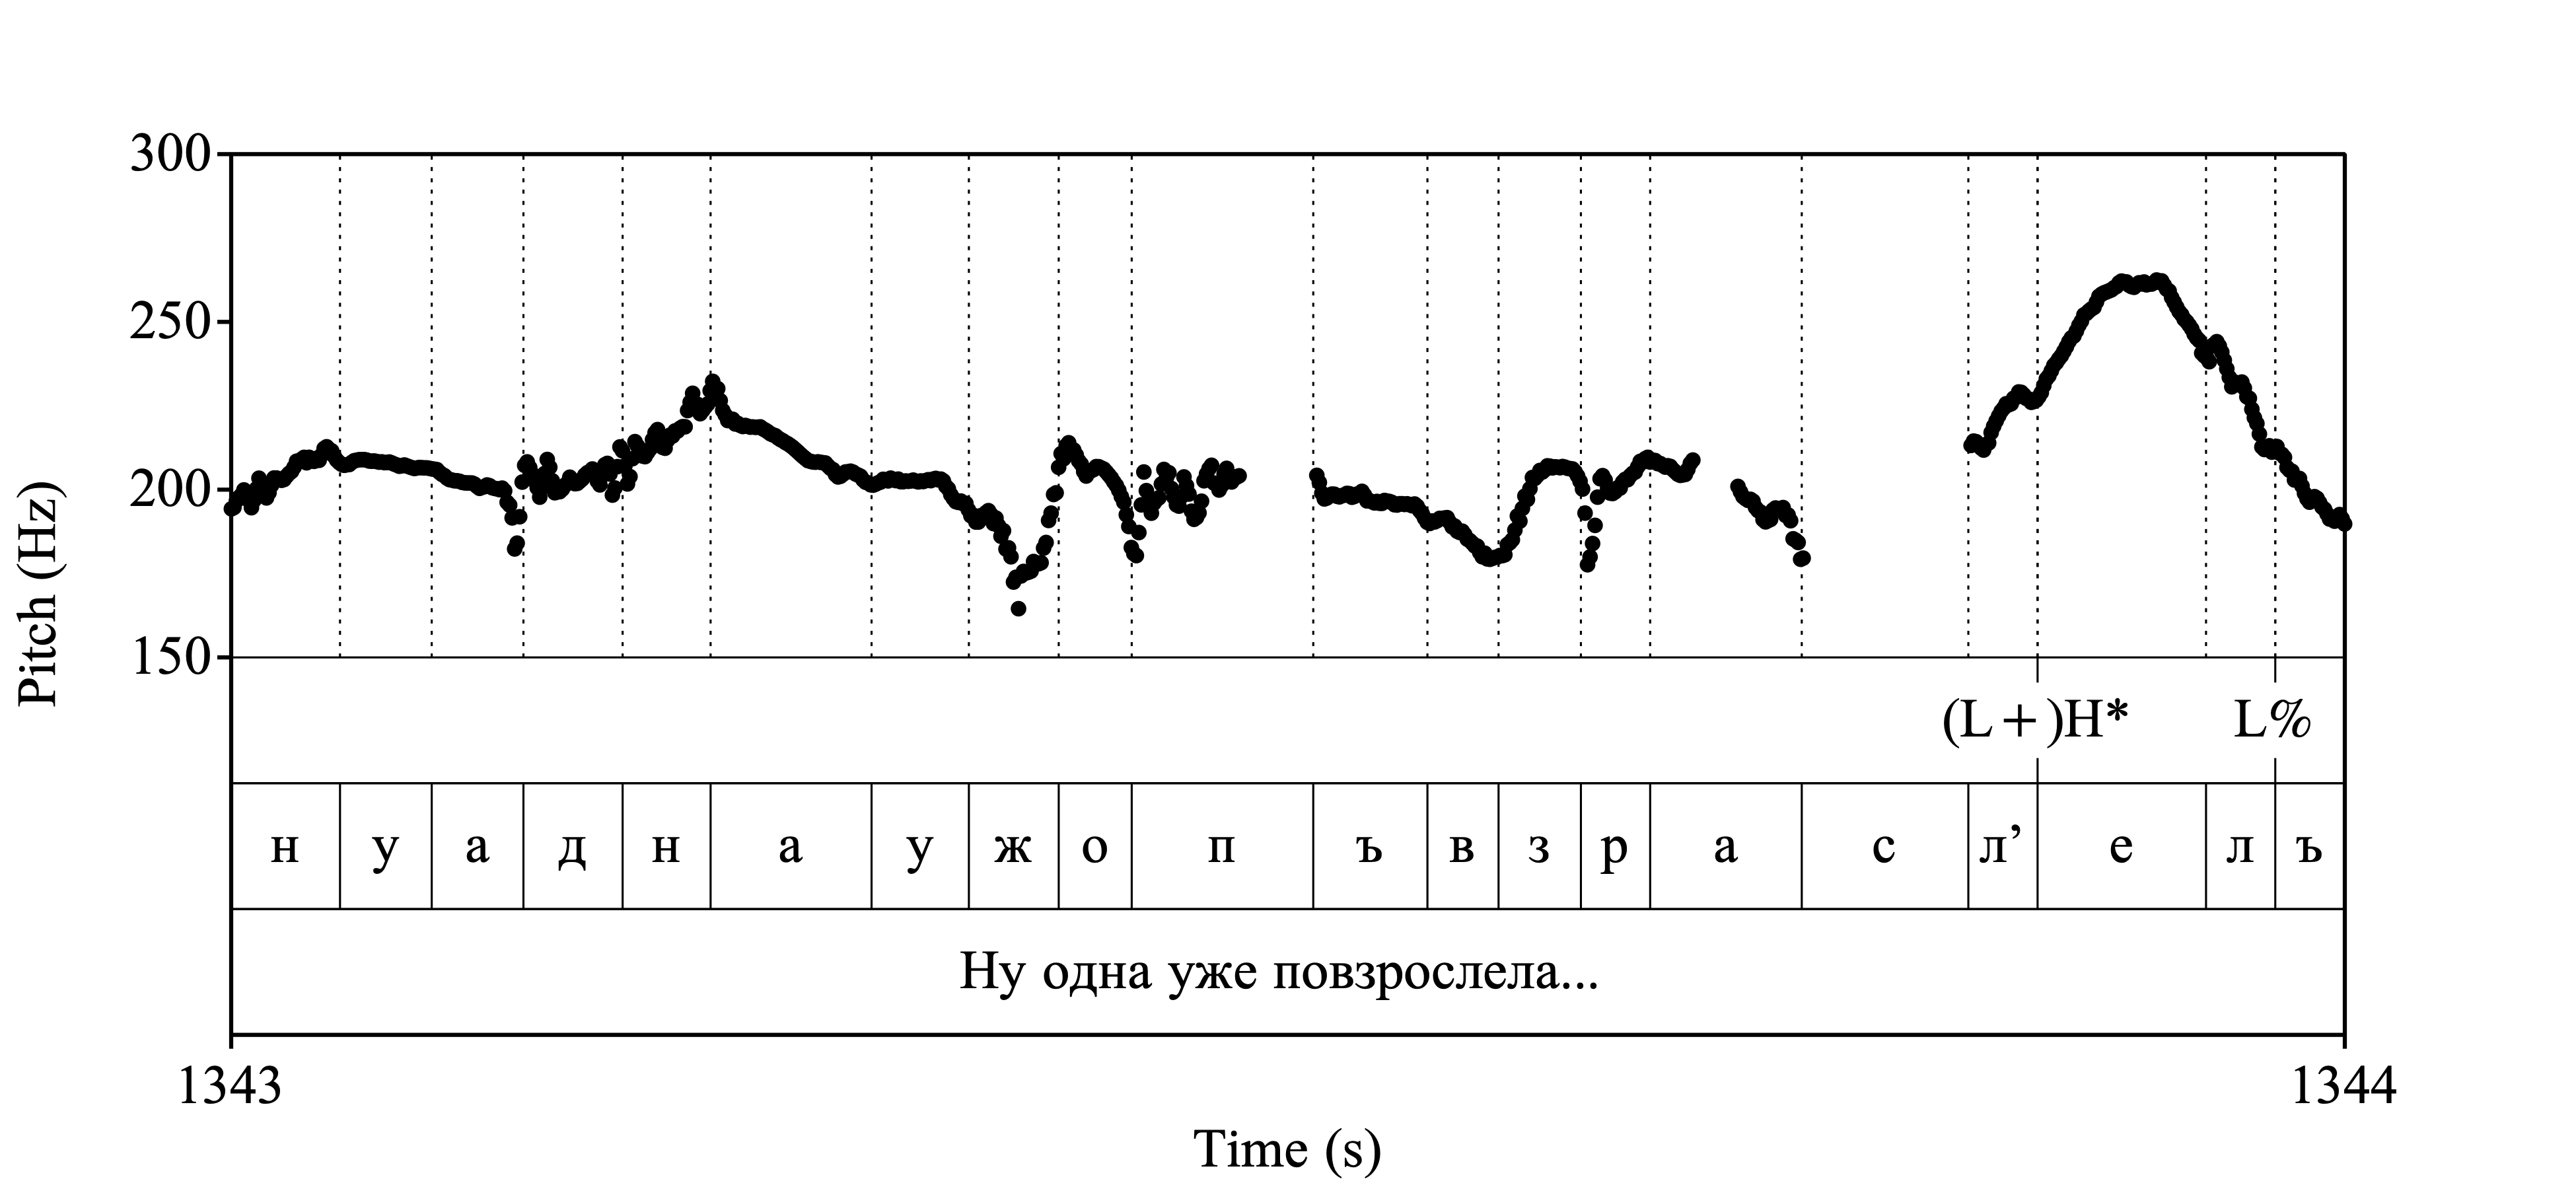 300
250
200
150
Pitch (Hz)
(L+)H* L%
н у а д н а у ж о п ъ в з р а с л’ е л ъ
Ну одна уже повзрослела...
1343 1344
Time (s)